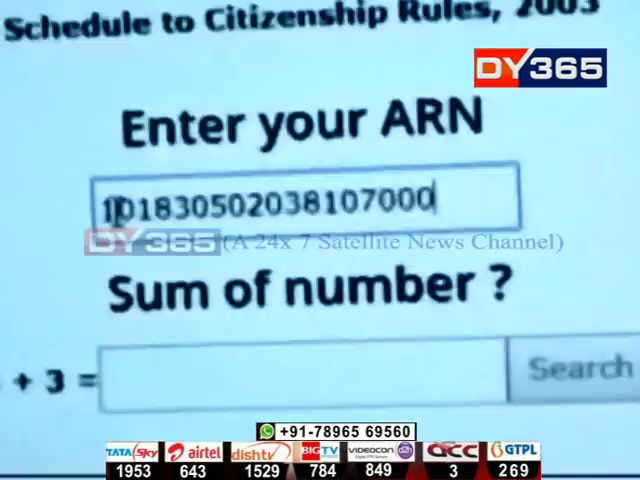 Schedule to Citizenship Rules, 2003
DY365
Enter your ARN
101830502038107000
DY365 (A 24x 7 Satellite News Channel)
Sum of number ?
+ 3 =
Search
+91-78965 69560
TATA Sky airtel dishtv BIG TV VIDEOCON d2h acc GTPL
1953 643 1529 784 849 3 269